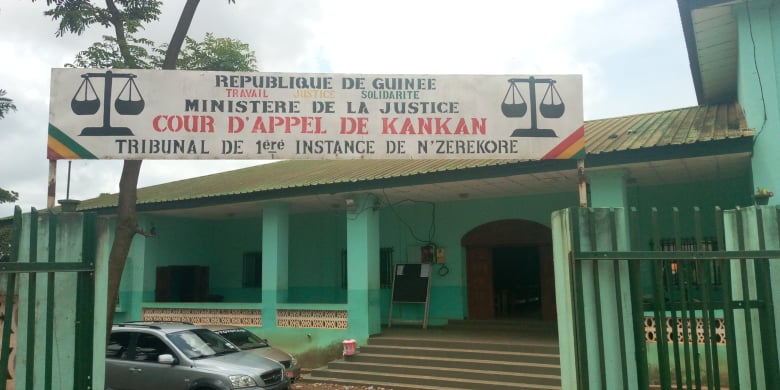 REPUBLIQUE DE GUINEE
TRAVAIL JUSTICE SOLIDARITE
MINISTERE DE LA JUSTICE
COUR D'APPEL DE KANKAN
TRIBUNAL DE 1ère INSTANCE DE N'ZEREKORE